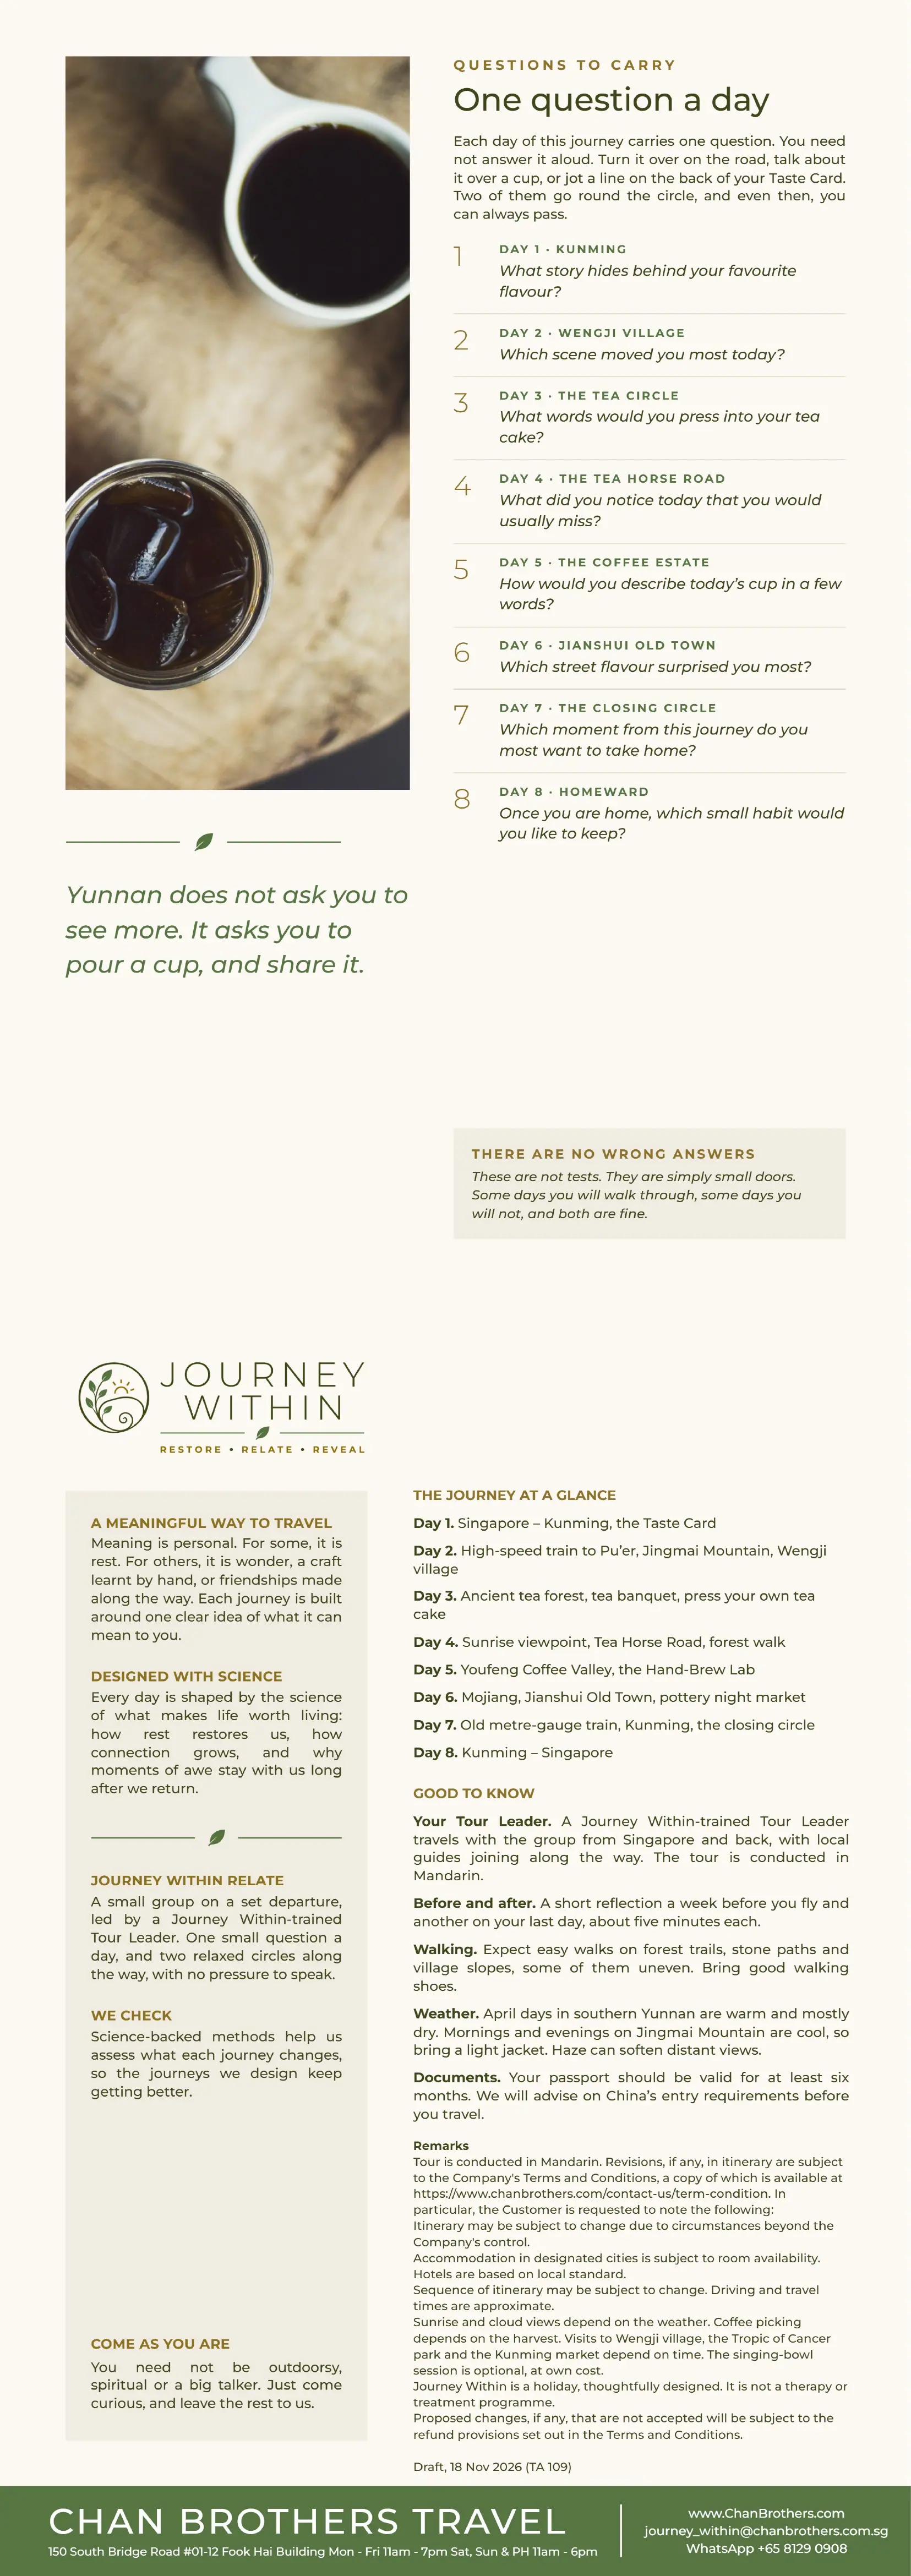 QUESTIONS TO CARRY
One question a day
Each day of this journey carries one question. You need
not answer it aloud. Turn it over on the road, talk about
it over a cup, or jot a line on the back of your Taste Card.
Two of them go round the circle, and even then, you
can always pass.
1
DAY 1 · KUNMING
What story hides behind your favourite
flavour?
2
DAY 2 · WENGJI VILLAGE
Which scene moved you most today?
3
DAY 3 · THE TEA CIRCLE
What words would you press into your tea
cake?
4
DAY 4 · THE TEA HORSE ROAD
What did you notice today that you would
usually miss?
5
DAY 5 · THE COFFEE ESTATE
How would you describe today’s cup in a few
words?
6
DAY 6 · JIANSHUI OLD TOWN
Which street flavour surprised you most?
7
DAY 7 · THE CLOSING CIRCLE
Which moment from this journey do you
most want to take home?
8
DAY 8 · HOMEWARD
Once you are home, which small habit would
you like to keep?
Yunnan does not ask you to
see more. It asks you to
pour a cup, and share it.
THERE ARE NO WRONG ANSWERS
These are not tests. They are simply small doors.
Some days you will walk through, some days you
will not, and both are fine.
JOURNEY
WITHIN
RESTORE • RELATE • REVEAL
A MEANINGFUL WAY TO TRAVEL
Meaning is personal. For some, it is
rest. For others, it is wonder, a craft
learnt by hand, or friendships made
along the way. Each journey is built
around one clear idea of what it can
mean to you.
DESIGNED WITH SCIENCE
Every day is shaped by the science
of what makes life worth living:
how rest restores us, how
connection grows, and why
moments of awe stay with us long
after we return.
JOURNEY WITHIN RELATE
A small group on a set departure,
led by a Journey Within-trained
Tour Leader. One small question a
day, and two relaxed circles along
the way, with no pressure to speak.
WE CHECK
Science-backed methods help us
assess what each journey changes,
so the journeys we design keep
getting better.
COME AS YOU ARE
You need not be outdoorsy,
spiritual or a big talker. Just come
curious, and leave the rest to us.
THE JOURNEY AT A GLANCE
Day 1. Singapore – Kunming, the Taste Card
Day 2. High-speed train to Pu’er, Jingmai Mountain, Wengji
village
Day 3. Ancient tea forest, tea banquet, press your own tea
cake
Day 4. Sunrise viewpoint, Tea Horse Road, forest walk
Day 5. Youfeng Coffee Valley, the Hand-Brew Lab
Day 6. Mojiang, Jianshui Old Town, pottery night market
Day 7. Old metre-gauge train, Kunming, the closing circle
Day 8. Kunming – Singapore
GOOD TO KNOW
Your Tour Leader. A Journey Within-trained Tour Leader
travels with the group from Singapore and back, with local
guides joining along the way. The tour is conducted in
Mandarin.
Before and after. A short reflection a week before you fly and
another on your last day, about five minutes each.
Walking. Expect easy walks on forest trails, stone paths and
village slopes, some of them uneven. Bring good walking
shoes.
Weather. April days in southern Yunnan are warm and mostly
dry. Mornings and evenings on Jingmai Mountain are cool, so
bring a light jacket. Haze can soften distant views.
Documents. Your passport should be valid for at least six
months. We will advise on China’s entry requirements before
you travel.
Remarks
Tour is conducted in Mandarin. Revisions, if any, in itinerary are subject
to the Company's Terms and Conditions, a copy of which is available at
https://www.chanbrothers.com/contact-us/term-condition. In
particular, the Customer is requested to note the following:
Itinerary may be subject to change due to circumstances beyond the
Company's control.
Accommodation in designated cities is subject to room availability.
Hotels are based on local standard.
Sequence of itinerary may be subject to change. Driving and travel
times are approximate.
Sunrise and cloud views depend on the weather. Coffee picking
depends on the harvest. Visits to Wengji village, the Tropic of Cancer
park and the Kunming market depend on time. The singing-bowl
session is optional, at own cost.
Journey Within is a holiday, thoughtfully designed. It is not a therapy or
treatment programme.
Proposed changes, if any, that are not accepted will be subject to the
refund provisions set out in the Terms and Conditions.
Draft, 18 Nov 2026 (TA 109)
CHAN BROTHERS TRAVEL
150 South Bridge Road #01-12 Fook Hai Building Mon - Fri 11am - 7pm Sat, Sun & PH 11am - 6pm
www.ChanBrothers.com
journey_within@chanbrothers.com.sg
WhatsApp +65 8129 0908